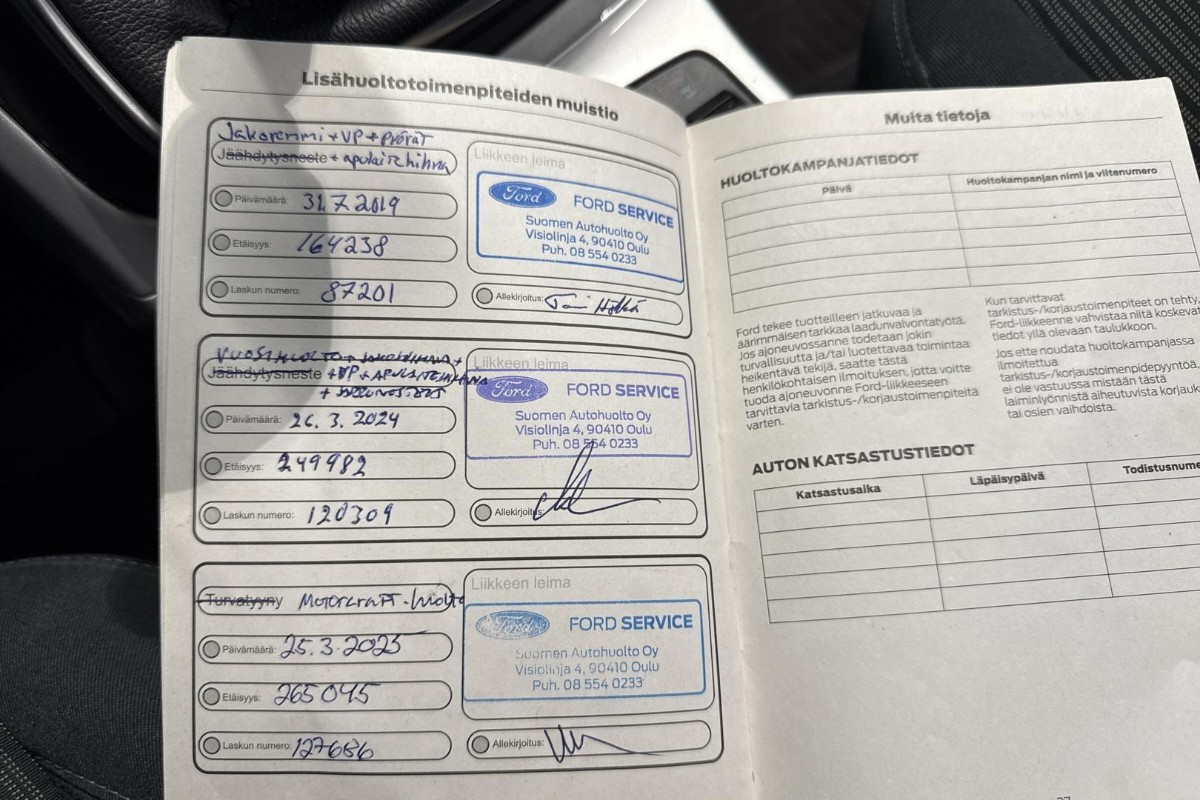 Lisähuoltotoimenpiteiden muistio
Jakoremmi + VP + prörät
Jäähdytysneste + apulaitehihna
Päivämäärä: 31.7.2019
Etäisyys: 164238
Laskun numero: 87201
Liikkeen leima
Ford FORD SERVICE
Suomen Autohuolto Oy
Visiolinja 4, 90410 Oulu
Puh. 08 554 0233
Allekirjoitus:
VUOSIHUOLTO + JAKOHIHNA +
Jäähdytysneste + VP + APULAITEHIHNA
+
Päivämäärä: 26.3.2024
Etäisyys: 249982
Laskun numero: 120309
Liikkeen leima
Ford FORD SERVICE
Suomen Autohuolto Oy
Visiolinja 4, 90410 Oulu
Puh. 08 554 0233
Allekirjoitus:
Turvatyyny Motorcraft-huolto
Päivämäärä: 25.3.2025
Etäisyys: 265045
Laskun numero: 127686
Liikkeen leima
Ford FORD SERVICE
Suomen Autohuolto Oy
Visiolinja 4, 90410 Oulu
Puh. 08 554 0233
Allekirjoitus:
Muita tietoja
HUOLTOKAMPANJATIEDOT
Päivä Huoltokampanjan nimi ja viitenumero
Ford tekee tuotteilleen jatkuvaa ja
äärimmäisen tarkkaa laadunvalvontatyötä.
Jos ajoneuvossanne todetaan jokin
turvallisuutta ja/tai luotettavaa toimintaa
heikentävä tekijä, saatte tästä
henkilökohtaisen ilmoituksen, jotta voitte
tuoda ajoneuvonne Ford-liikkeeseen
tarvittavia tarkistus-/korjaustoimenpiteitä
varten.
Kun tarvittavat
tarkistus-/korjaustoimenpiteet on tehty,
Ford-liikkeenne vahvistaa niitä koskevat
tiedot yllä olevaan taulukkoon.
Jos ette noudata huoltokampanjassa
ilmoitettua
tarkistus-/korjaustoimenpidepyyntöä,
ei ole vastuussa mistään tästä
laiminlyönnistä aiheutuvista korjauk
tai osien vaihdoista.
AUTON KATSASTUSTIEDOT
Katsastusaika Läpäisypäivä Todistusnume